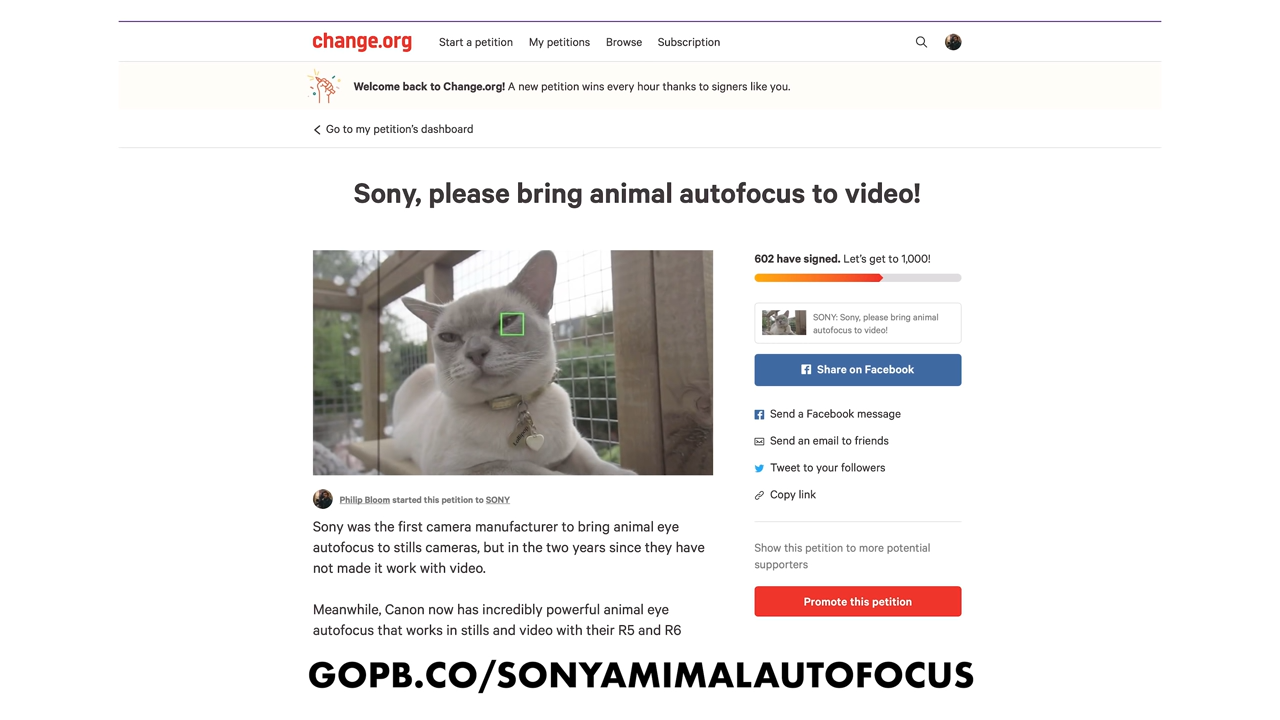 change.org
Start a petition
My petitions
Browse
Subscription
Welcome back to Change.org! A new petition wins every hour thanks to signers like you.
Go to my petition's dashboard
Sony, please bring animal autofocus to video!
602 have signed. Let's get to 1,000!
SONY: Sony, please bring animal
autofocus to video!
Share on Facebook
Send a Facebook message
Send an email to friends
Tweet to your followers
Copy link
Show this petition to more potential
supporters
Promote this petition
Philip Bloom started this petition to SONY
Sony was the first camera manufacturer to bring animal eye
autofocus to stills cameras, but in the two years since they have
not made it work with video.
Meanwhile, Canon now has incredibly powerful animal eye
autofocus that works in stills and video with their R5 and R6
GOPB.CO/SONYAMIMALAUTOFOCUS